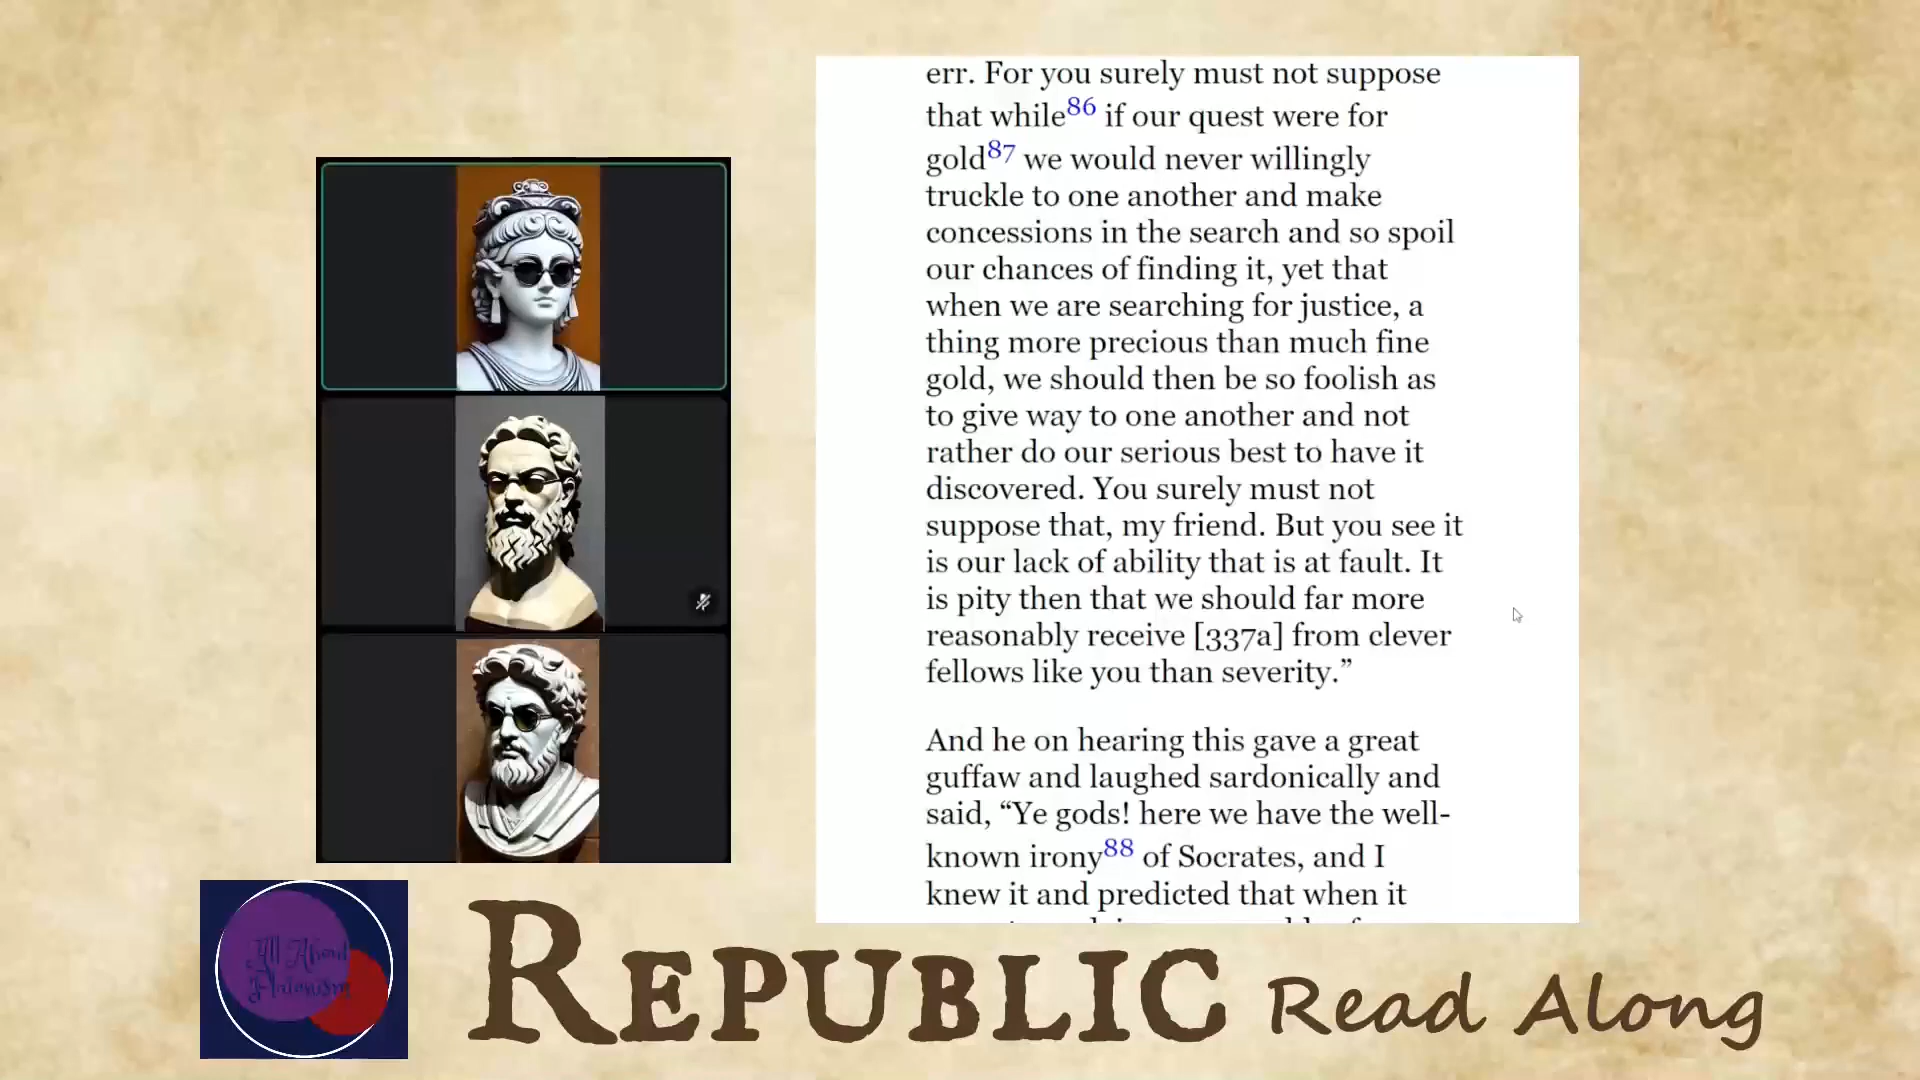 err. For you surely must not suppose
that while86 if our quest were for
gold87 we would never willingly
truckle to one another and make
concessions in the search and so spoil
our chances of finding it, yet that
when we are searching for justice, a
thing more precious than much fine
gold, we should then be so foolish as
to give way to one another and not
rather do our serious best to have it
discovered. You surely must not
suppose that, my friend. But you see it
is our lack of ability that is at fault. It
is pity then that we should far more
reasonably receive [337a] from clever
fellows like you than severity.”
And he on hearing this gave a great
guffaw and laughed sardonically and
said, “Ye gods! here we have the well-
known irony88 of Socrates, and I
knew it and predicted that when it
All About
Platonism
REPUBLIC Read Along